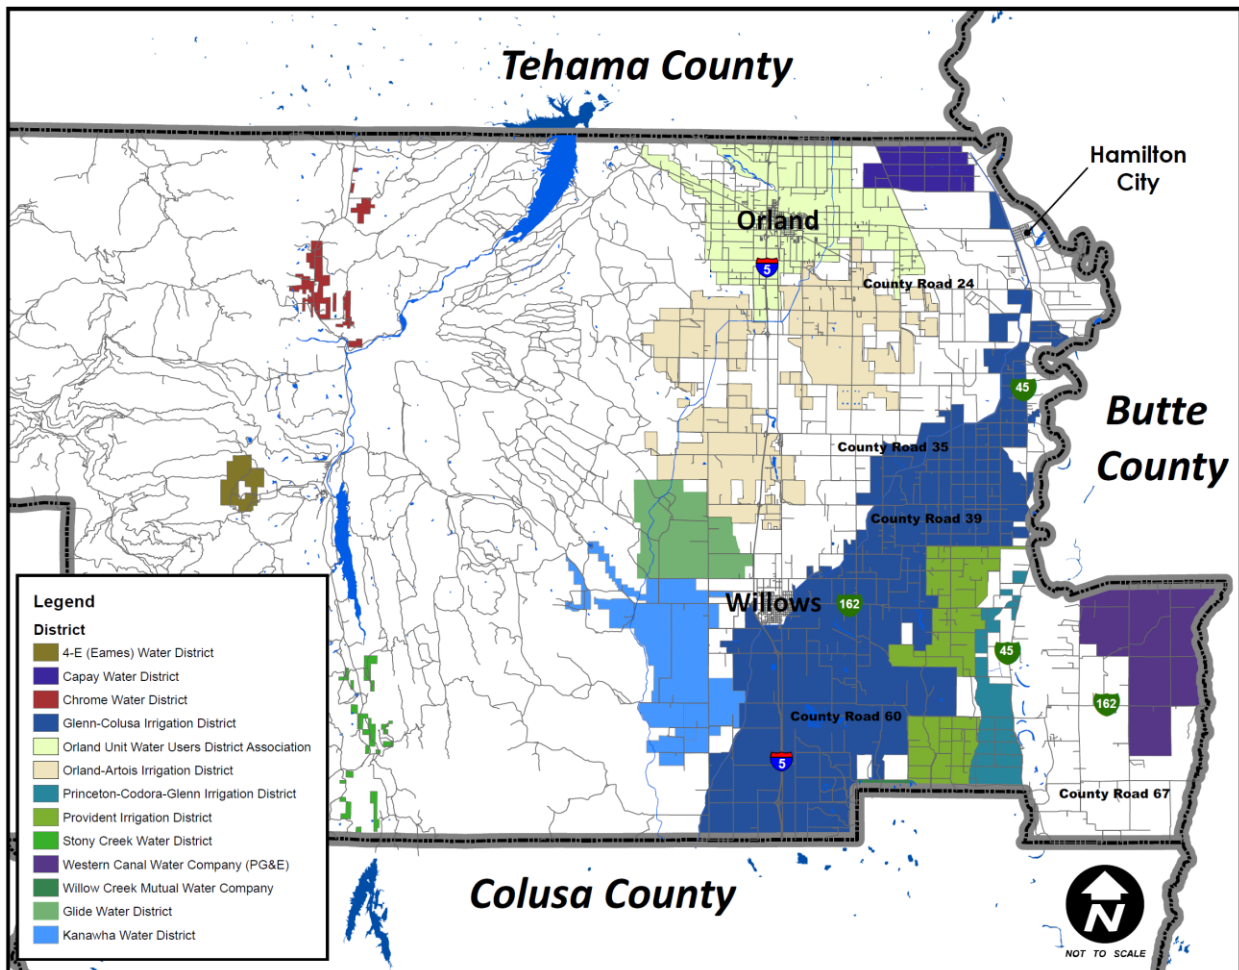 Tehama County
Hamilton
City
Orland
5
County Road 24
45
Butte
County
County Road 35
County Road 39
Willows
162
45
162
County Road 60
5
County Road 67
Colusa County
N
NOT TO SCALE
Legend
District
4-E (Eames) Water District
Capay Water District
Chrome Water District
Glenn-Colusa Irrigation District
Orland Unit Water Users District Association
Orland-Artois Irrigation District
Princeton-Codora-Glenn Irrigation District
Provident Irrigation District
Stony Creek Water District
Western Canal Water Company (PG&E)
Willow Creek Mutual Water Company
Glide Water District
Kanawha Water District